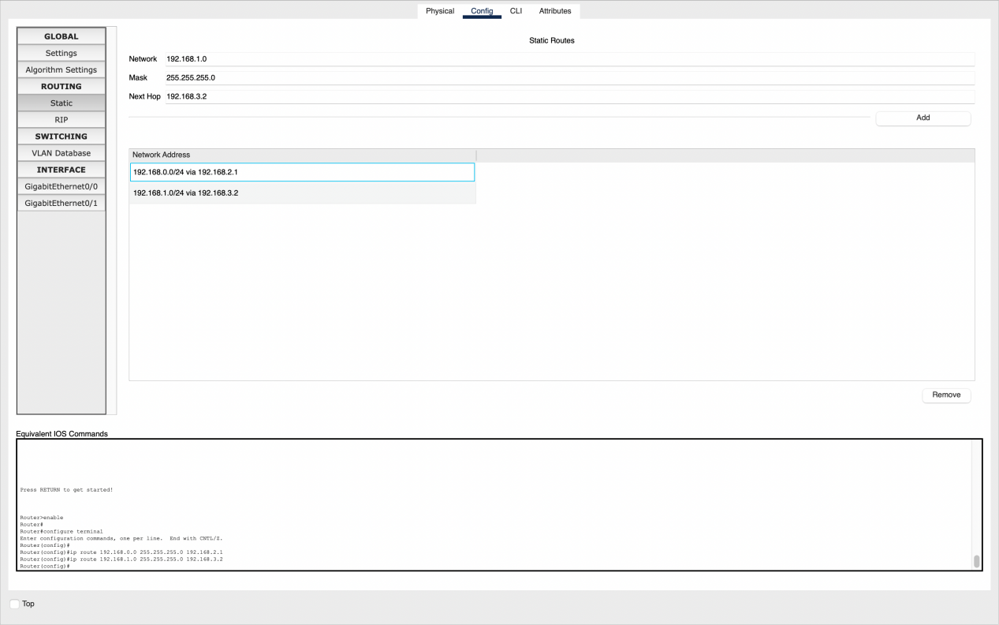 Physical Config CLI Attributes
GLOBAL
Settings
Algorithm Settings
ROUTING
Static
RIP
SWITCHING
VLAN Database
INTERFACE
GigabitEthernet0/0
GigabitEthernet0/1
Static Routes
Network 192.168.1.0
Mask 255.255.255.0
Next Hop 192.168.3.2
Add
Network Address
192.168.0.0/24 via 192.168.2.1
192.168.1.0/24 via 192.168.3.2
Remove
Equivalent IOS Commands
Press RETURN to get started!
Router>enable
Router#
Router#configure terminal
Enter configuration commands, one per line.  End with CNTL/Z.
Router(config)#
Router(config)#ip route 192.168.0.0 255.255.255.0 192.168.2.1
Router(config)#ip route 192.168.1.0 255.255.255.0 192.168.3.2
Router(config)#
Top